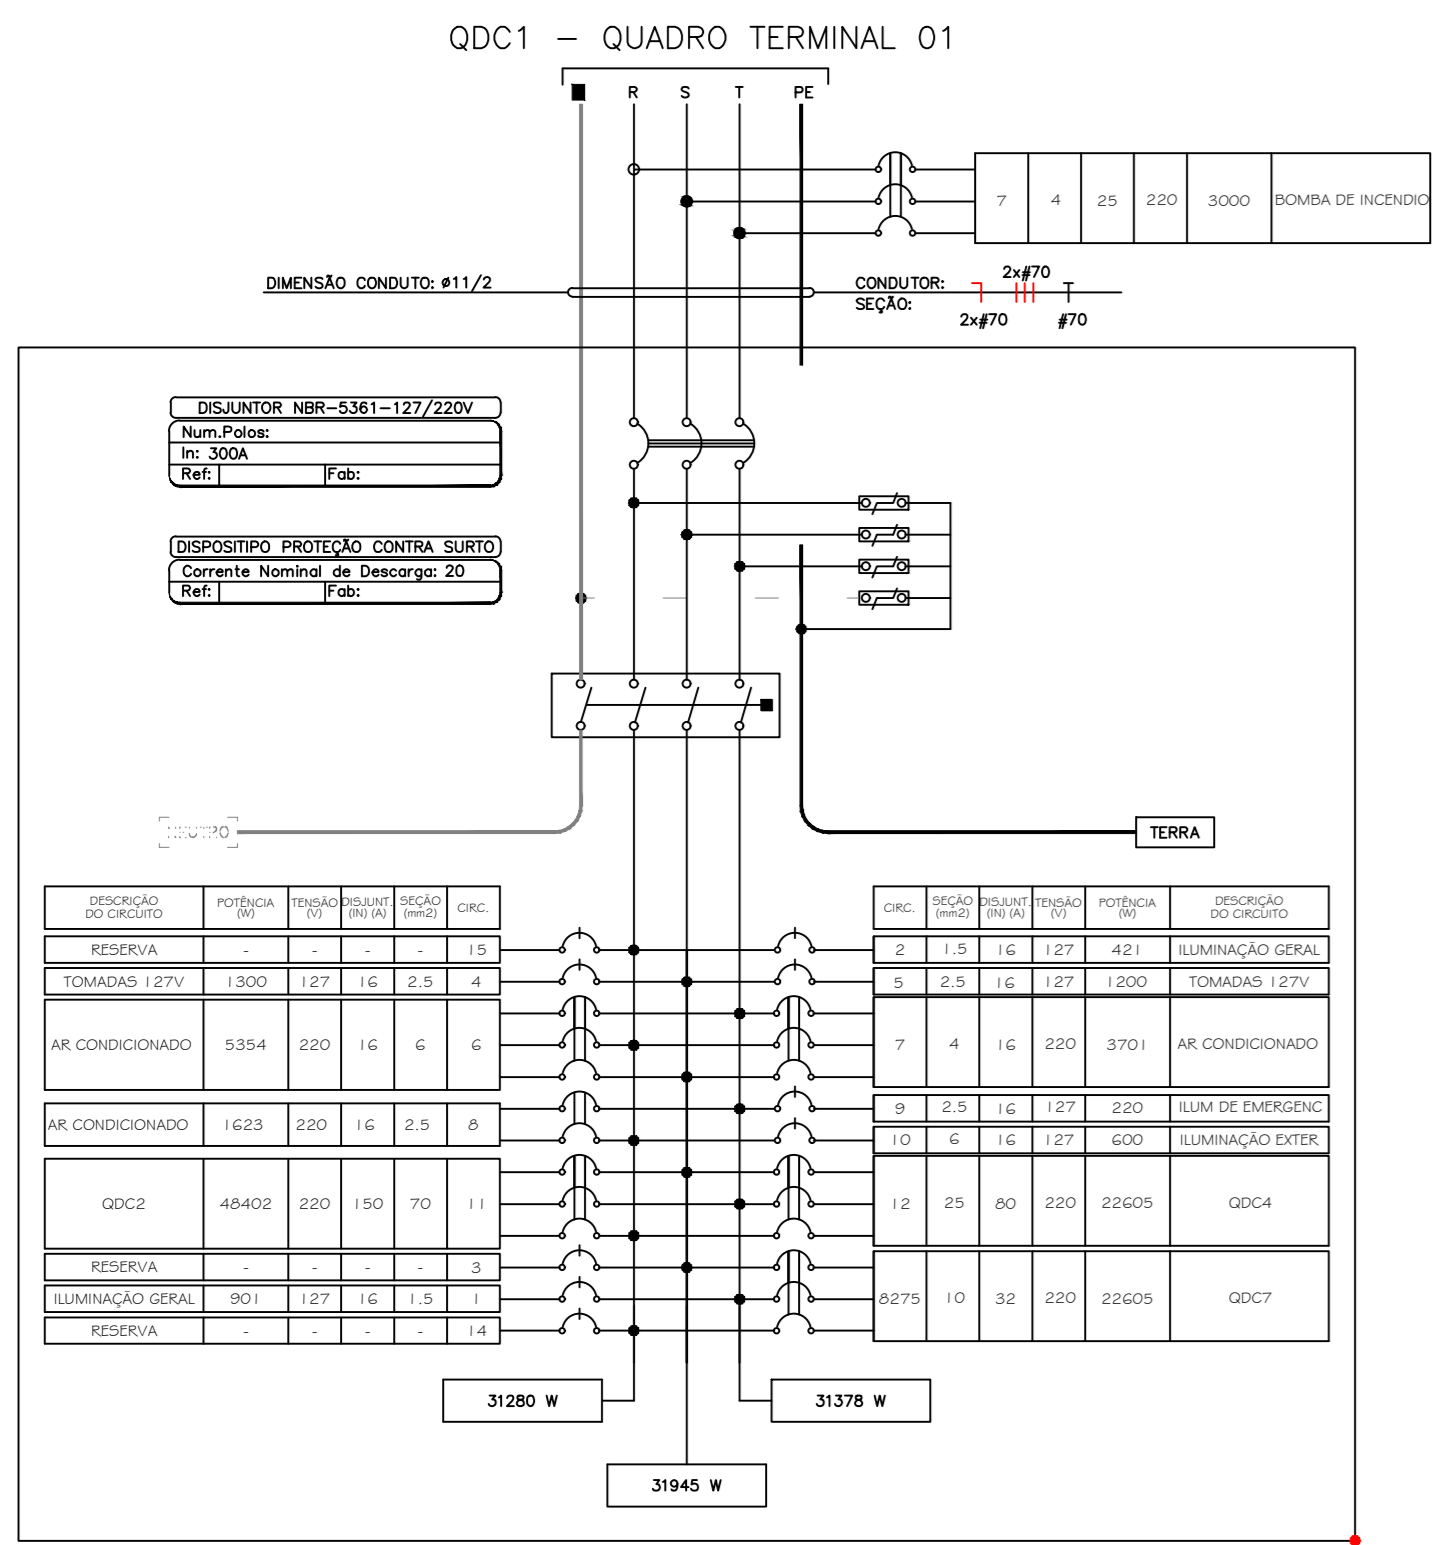 QDC1 – QUADRO TERMINAL 01
R S T PE
7 4 25 220 3000 BOMBA DE INCENDIO
DIMENSÃO CONDUTO: ø11/2
CONDUTOR:
SEÇÃO:
2x#70
2x#70 #70
DISJUNTOR NBR-5361-127/220V
Num.Polos:
In: 300A
Ref: Fab:
DISPOSITIPO PROTEÇÃO CONTRA SURTO
Corrente Nominal de Descarga: 20
Ref: Fab:
NEUTRO
TERRA
DESCRIÇÃO DO CIRCUITO POTÊNCIA (W) TENSÃO (V) DISJUNT. (IN) (A) SEÇÃO (mm2) CIRC.
RESERVA - - - - 15
TOMADAS 127V 1300 127 16 2.5 4
AR CONDICIONADO 5354 220 16 6 6
AR CONDICIONADO 1623 220 16 2.5 8
QDC2 48402 220 150 70 11
RESERVA - - - - 3
ILUMINAÇÃO GERAL 901 127 16 1.5 1
RESERVA - - - - 14
CIRC. SEÇÃO (mm2) DISJUNT. (IN) (A) TENSÃO (V) POTÊNCIA (W) DESCRIÇÃO DO CIRCUITO
2 1.5 16 127 421 ILUMINAÇÃO GERAL
5 2.5 16 127 1200 TOMADAS 127V
7 4 16 220 3701 AR CONDICIONADO
9 2.5 16 127 220 ILUM DE EMERGENC
10 6 16 127 600 ILUMINAÇÃO EXTER
12 25 80 220 22605 QDC4
8275 10 32 220 22605 QDC7
31280 W
31378 W
31945 W